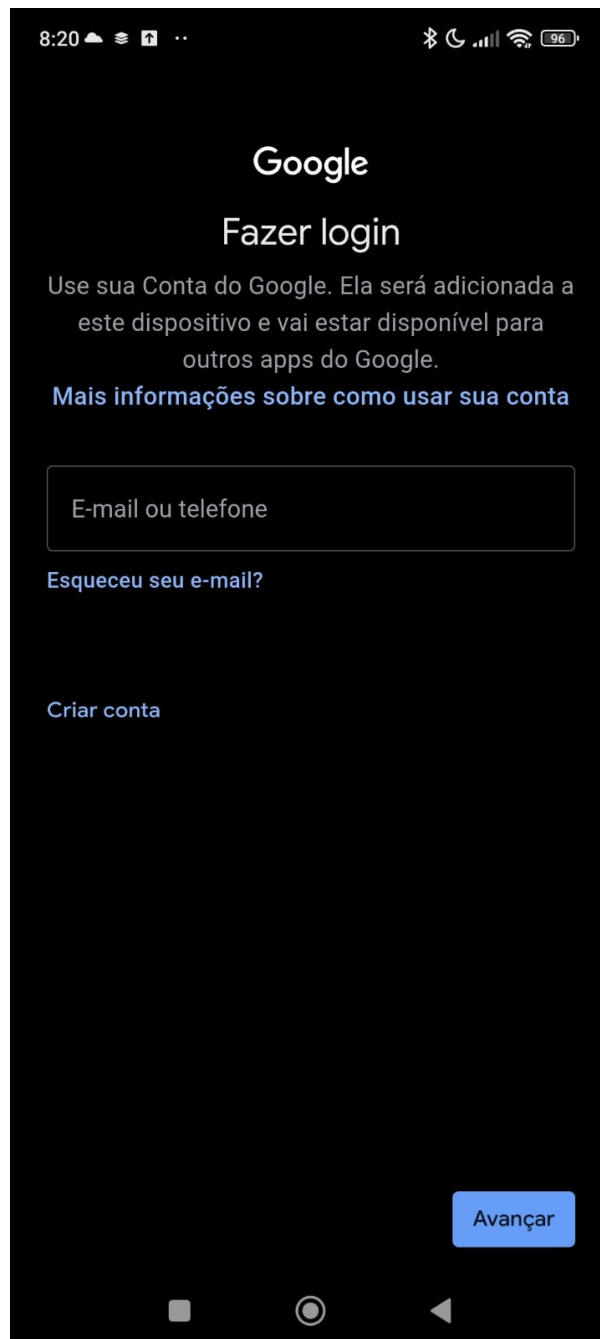 8:20
96
Google
Fazer login
Use sua Conta do Google. Ela será adicionada a
este dispositivo e vai estar disponível para
outros apps do Google.
Mais informações sobre como usar sua conta
E-mail ou telefone
Esqueceu seu e-mail?
Criar conta
Avançar